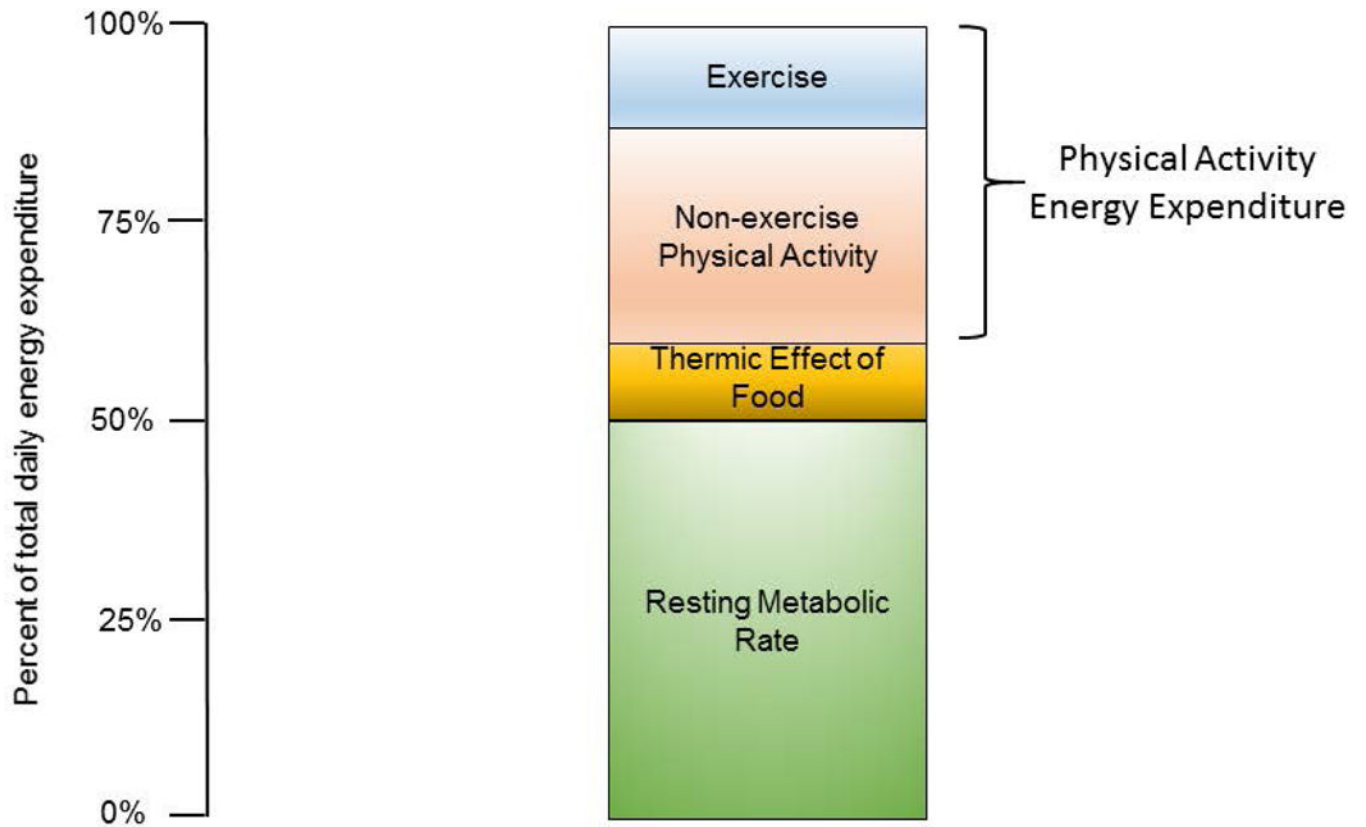 Percent of total daily energy expenditure
100%
75%
50%
25%
0%
Exercise
Non-exercise
Physical Activity
Thermic Effect of
Food
Resting Metabolic
Rate
Physical Activity
Energy Expenditure